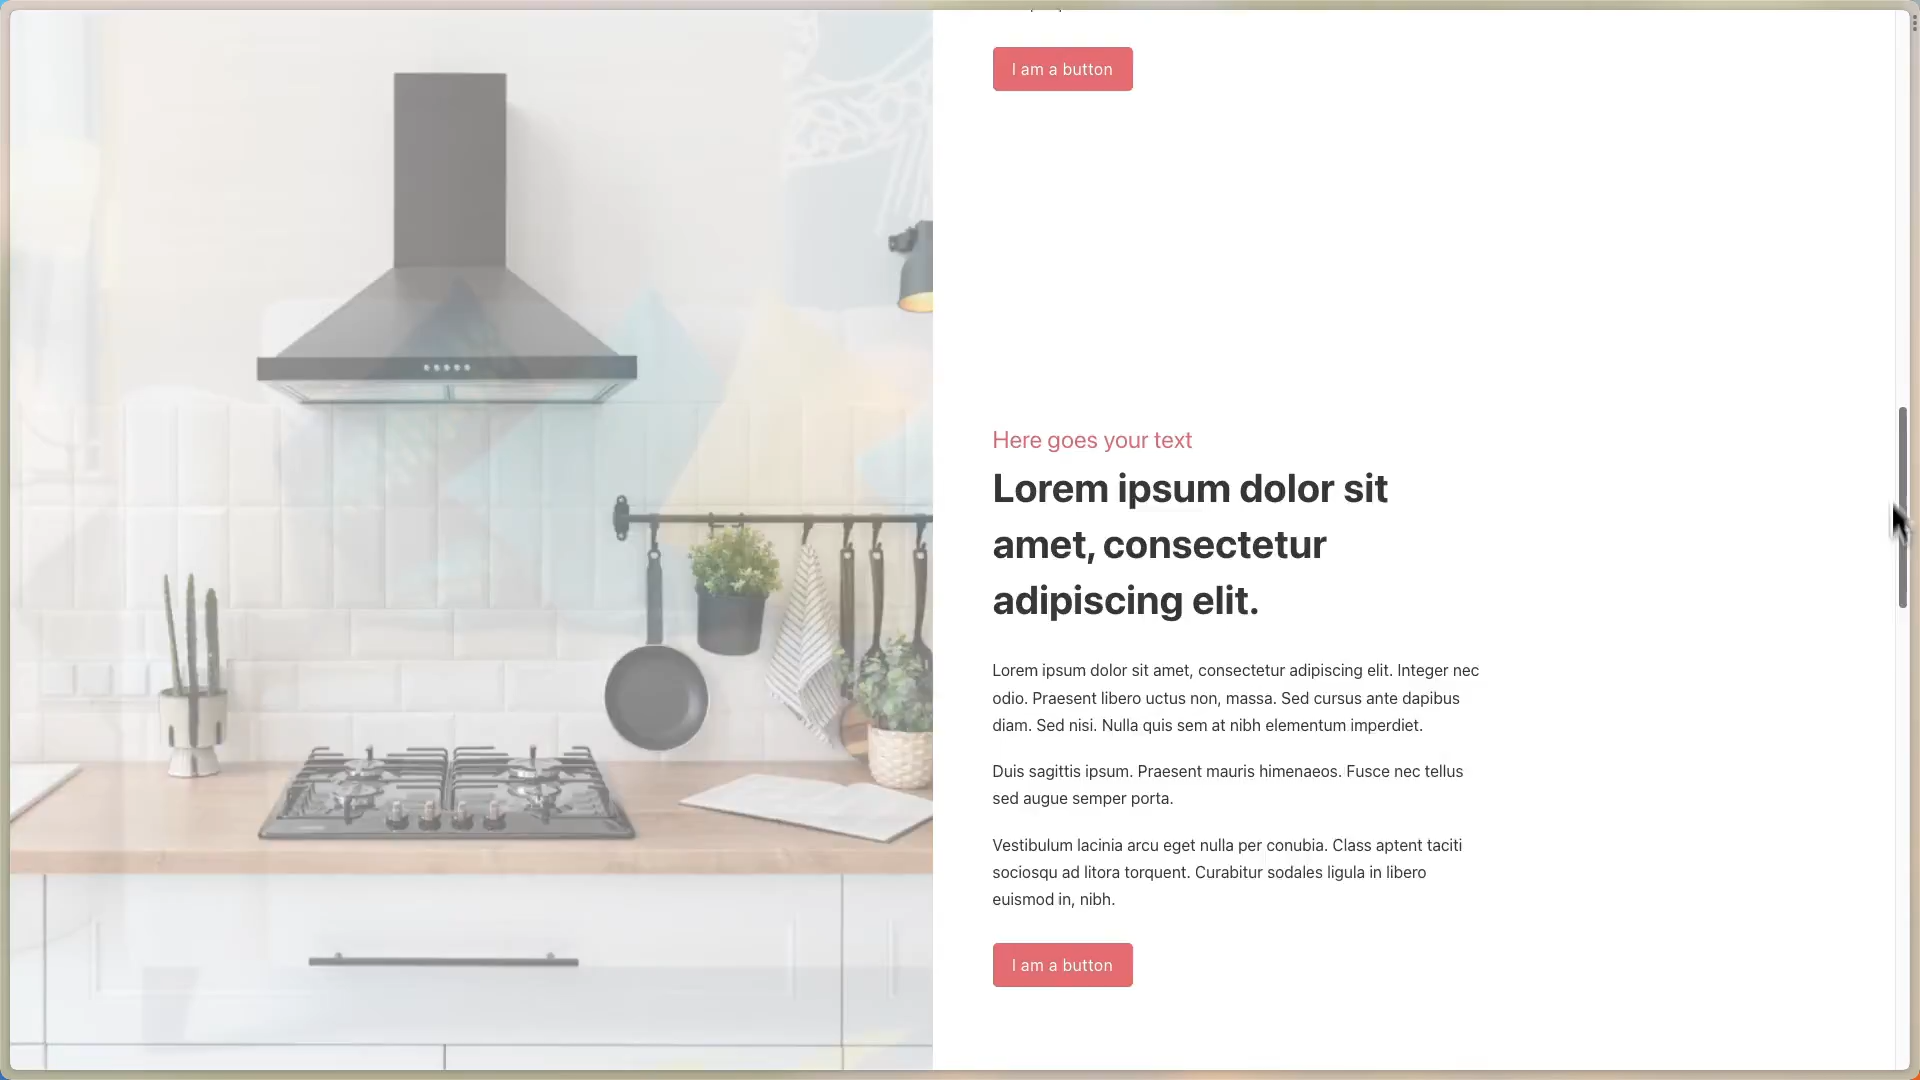 I am a button
Here goes your text
Lorem ipsum dolor sit
amet, consectetur
adipiscing elit.
Lorem ipsum dolor sit amet, consectetur adipiscing elit. Integer nec
odio. Praesent libero uctus non, massa. Sed cursus ante dapibus
diam. Sed nisi. Nulla quis sem at nibh elementum imperdiet.
Duis sagittis ipsum. Praesent mauris himenaeos. Fusce nec tellus
sed augue semper porta.
Vestibulum lacinia arcu eget nulla per conubia. Class aptent taciti
sociosqu ad litora torquent. Curabitur sodales ligula in libero
euismod in, nibh.
I am a button